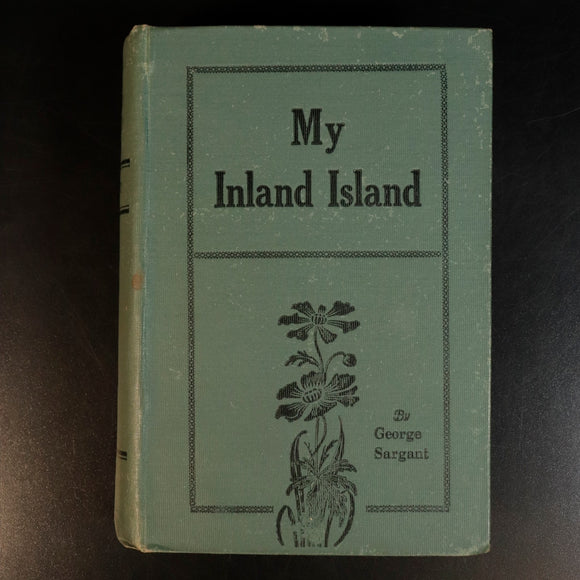 My
Inland Island
By
George
Sargant